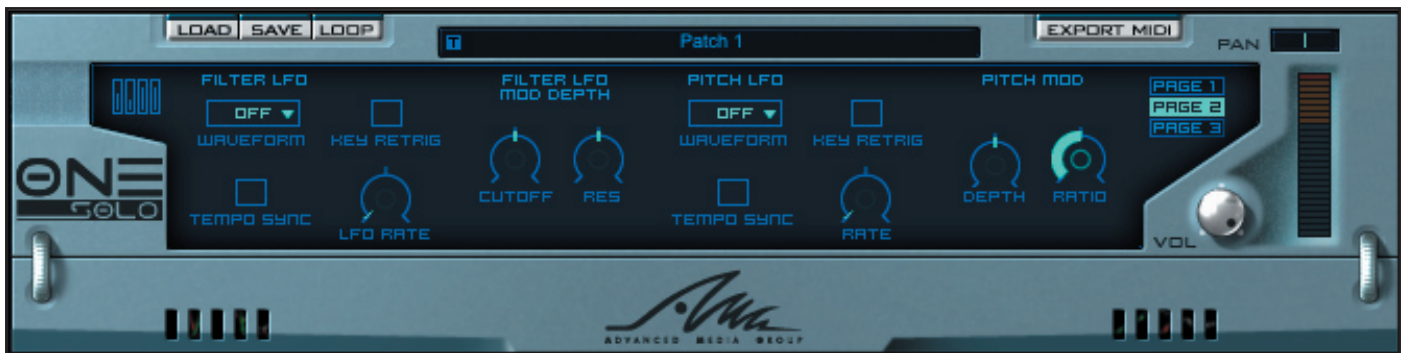 LOAD SAVE LOOP
T Patch 1
EXPORT MIDI
PAN
FILTER LFO
OFF
WAVEFORM
KEY RETRIG
TEMPO SYNC
LFO RATE
FILTER LFO
MOD DEPTH
CUTOFF
RES
PITCH LFO
OFF
WAVEFORM
KEY RETRIG
TEMPO SYNC
RATE
PITCH MOD
DEPTH
RATIO
PAGE 1
PAGE 2
PAGE 3
ONE
SOLO
VOL
AMG
ADVANCED MEDIA GROUP